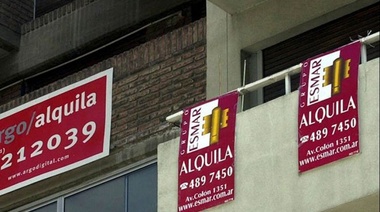 rgo/alquila
212039
www.argodigital.com
GRUPO
ESMAR
ALQUILA
489 7450
Av.Colon 1351
www.esmar.com.ar
GRUPO
ESMAR
ALQUILA
489 7450
Av.Colon 1351
www.esmar.com.ar